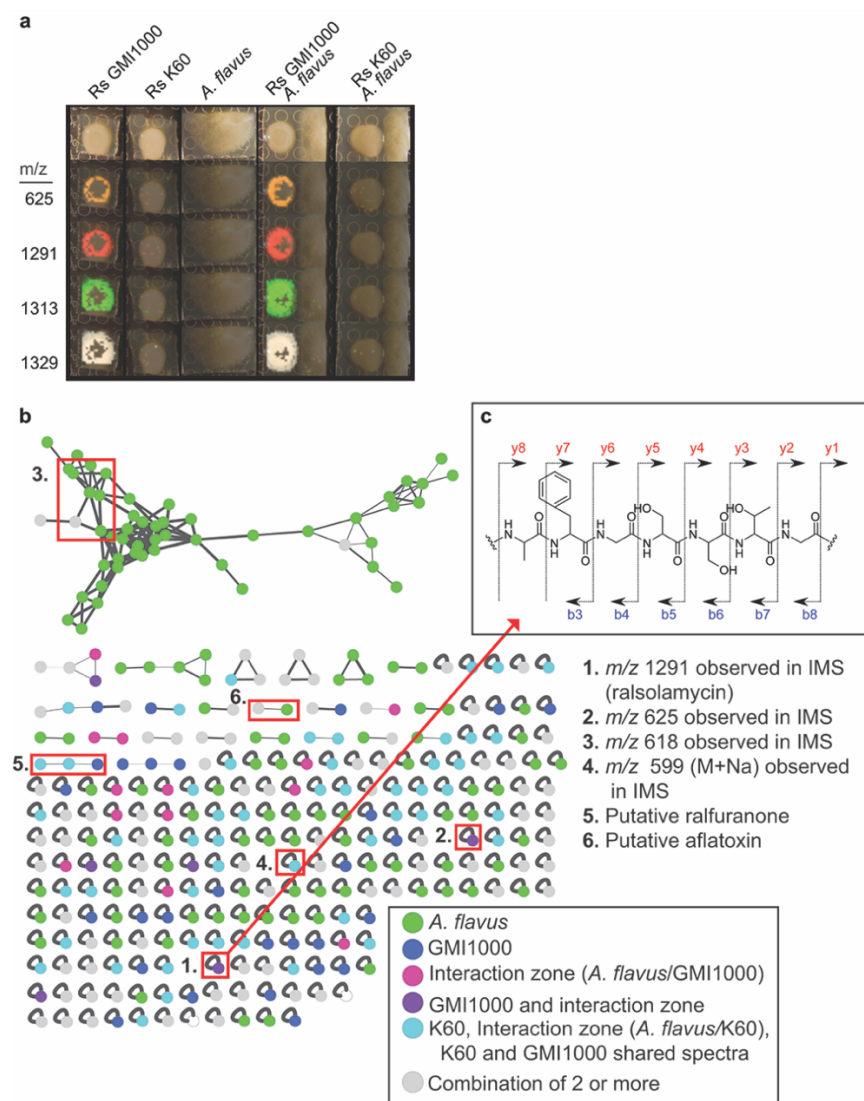 a
Rs GMI1000
Rs K60
A. flavus
Rs GMI1000
A. flavus
Rs K60
A. flavus
m/z
625
1291
1313
1329
b
3.
c
y8 y7 y6 y5 y4 y3 y2 y1
HO O
H N O H N O H N O H N
N H O N H O OH N H O
b3 b4 b5 b6 b7 b8
6.
5.
2.
4.
1.
1. m/z 1291 observed in IMS
(ralsolamycin)
2. m/z 625 observed in IMS
3. m/z 618 observed in IMS
4. m/z 599 (M+Na) observed
in IMS
5. Putative ralfuranone
6. Putative aflatoxin
A. flavus
GMI1000
Interaction zone (A. flavus/GMI1000)
GMI1000 and interaction zone
K60, Interaction zone (A. flavus/K60),
K60 and GMI1000 shared spectra
Combination of 2 or more